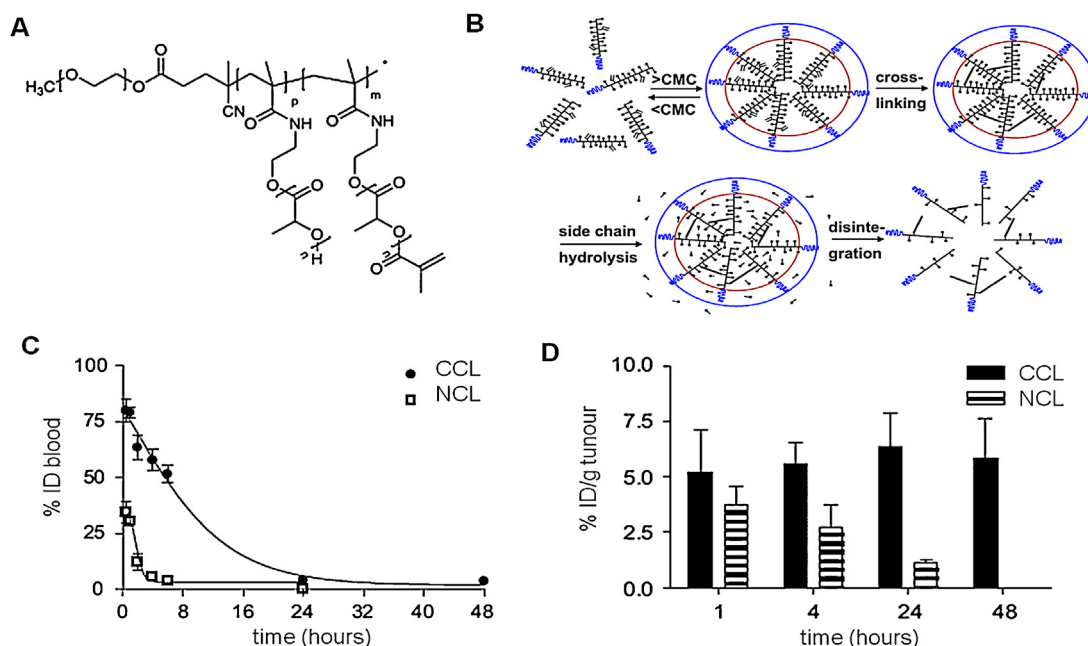 A
H₃C
O
O
O
CN
p
m
O
NH
O
NH
O
O
O
O
O
n
H
O
n
O
B
>CMC
<CMC
cross-
linking
side chain
hydrolysis
disinte-
gration
C
100
75
50
25
0
% ID blood
CCL
NCL
0
8
16
24
32
40
48
time (hours)
D
10.0
7.5
5.0
2.5
0.0
% ID/g tunour
CCL
NCL
1
4
24
48
time (hours)